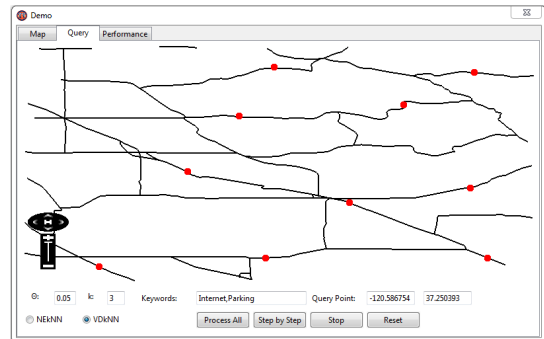 Demo
Map Query Performance
Θ: 0.05 k: 3 Keywords: Internet,Parking Query Point: -120.586754 37.250393
NEkNN VDkNN Process All Step by Step Stop Reset